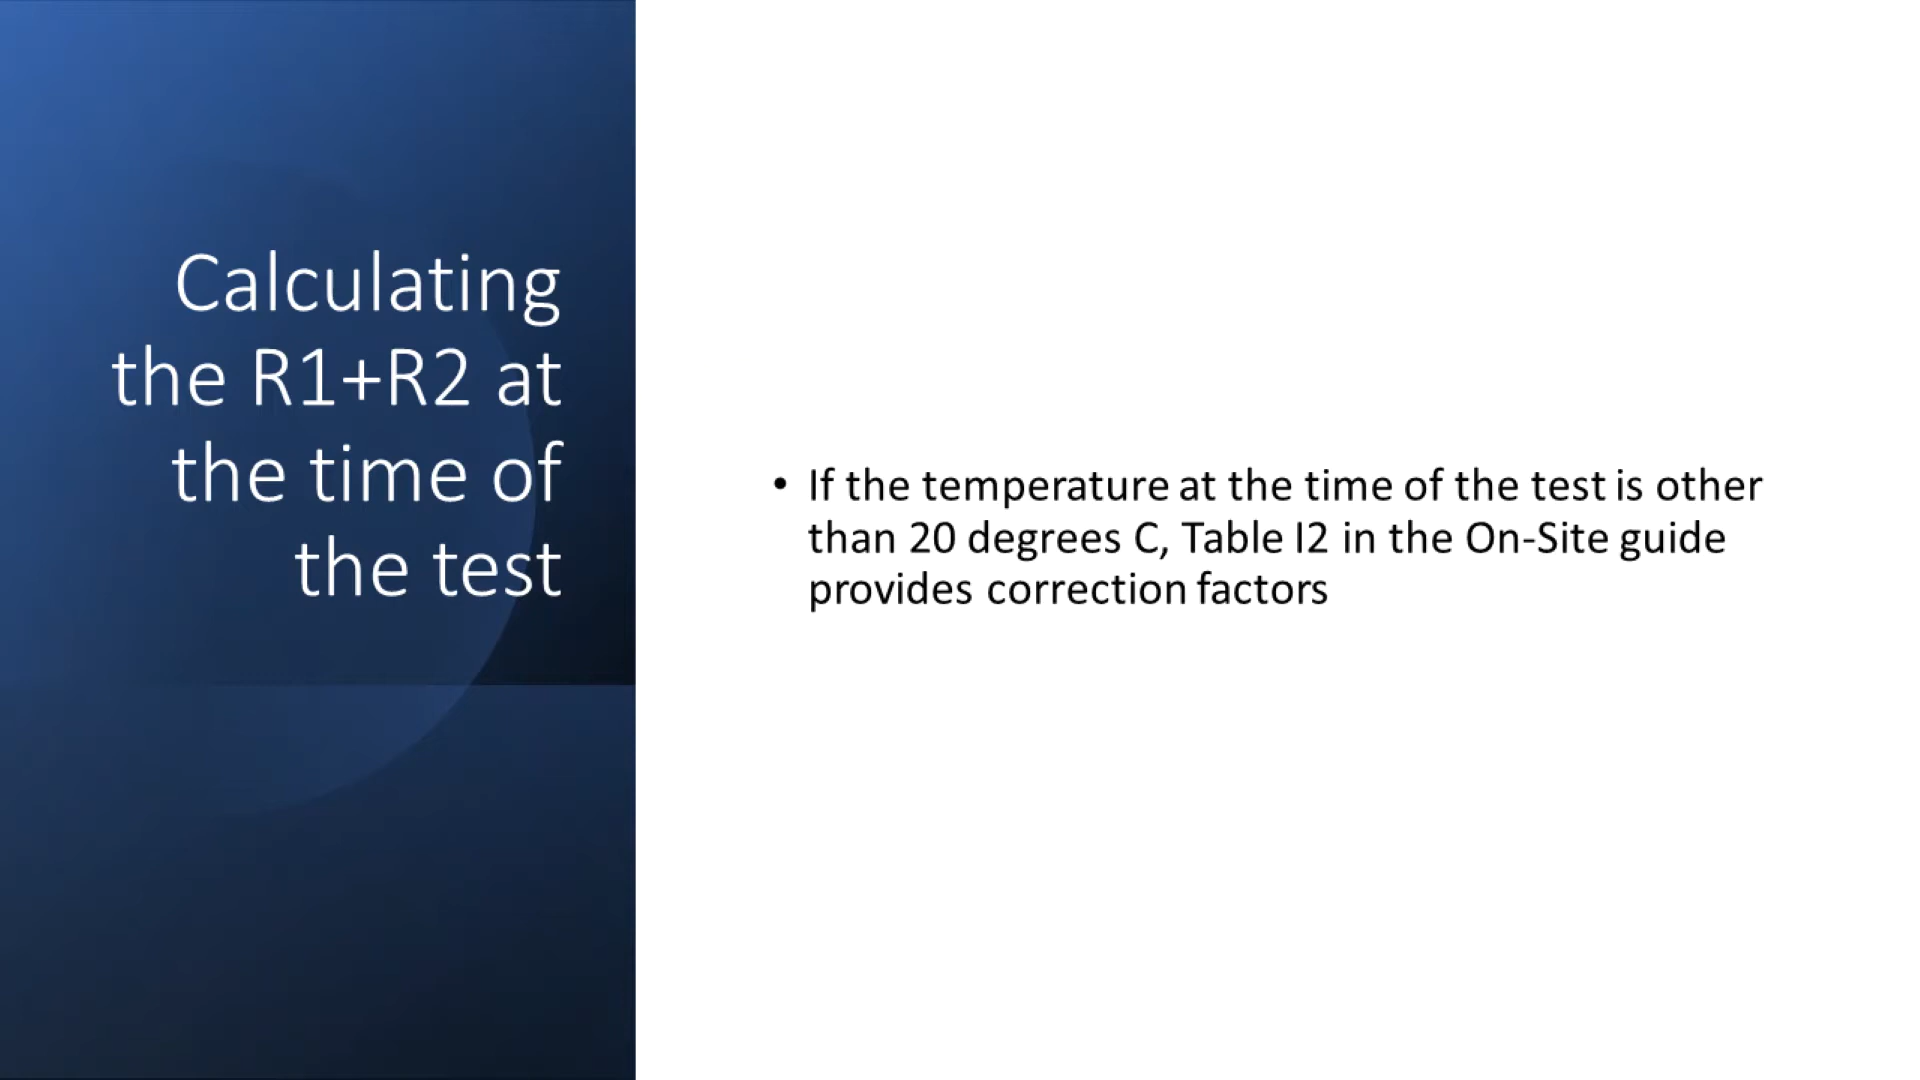 Calculating
the R1+R2 at
the time of
the test
• If the temperature at the time of the test is other
than 20 degrees C, Table I2 in the On-Site guide
provides correction factors